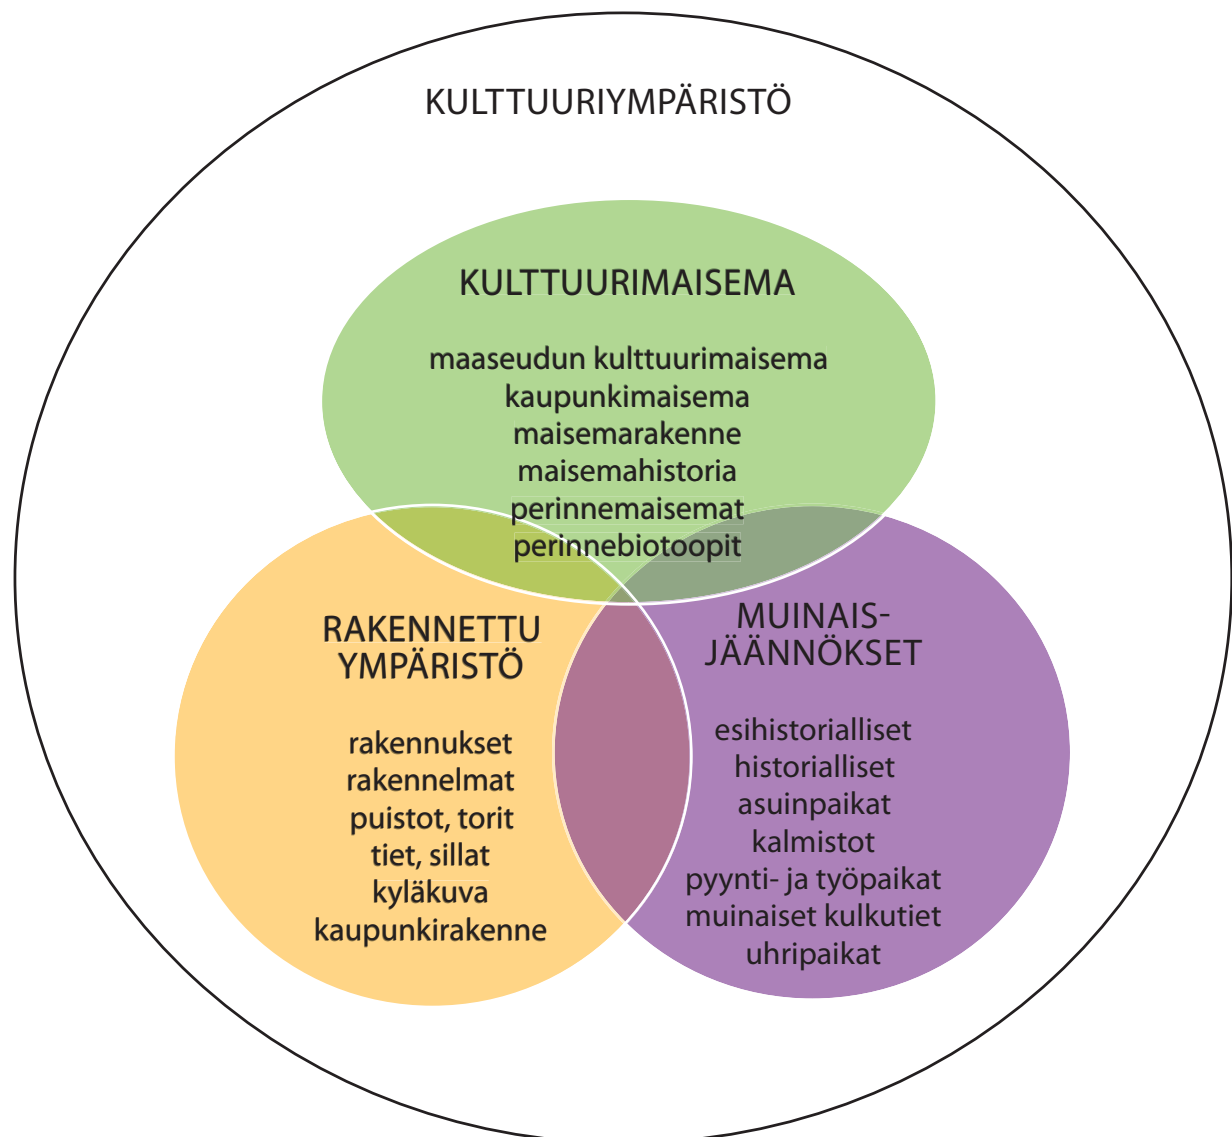 KULTTUURIYMPÄRISTÖ
KULTTUURIMAISEMA
maaseudun kulttuurimaisema
kaupunkimaisema
maisemarakenne
maisemahistoria
perinnemaisemat
perinnebiotoopit
RAKENNETTU
YMPÄRISTÖ
rakennukset
rakennelmat
puistot, torit
tiet, sillat
kyläkuva
kaupunkirakenne
MUINAIS-
JÄÄNNÖKSET
esihistorialliset
historialliset
asuinpaikat
kalmistot
pyynti- ja työpaikat
muinaiset kulkutiet
uhripaikat